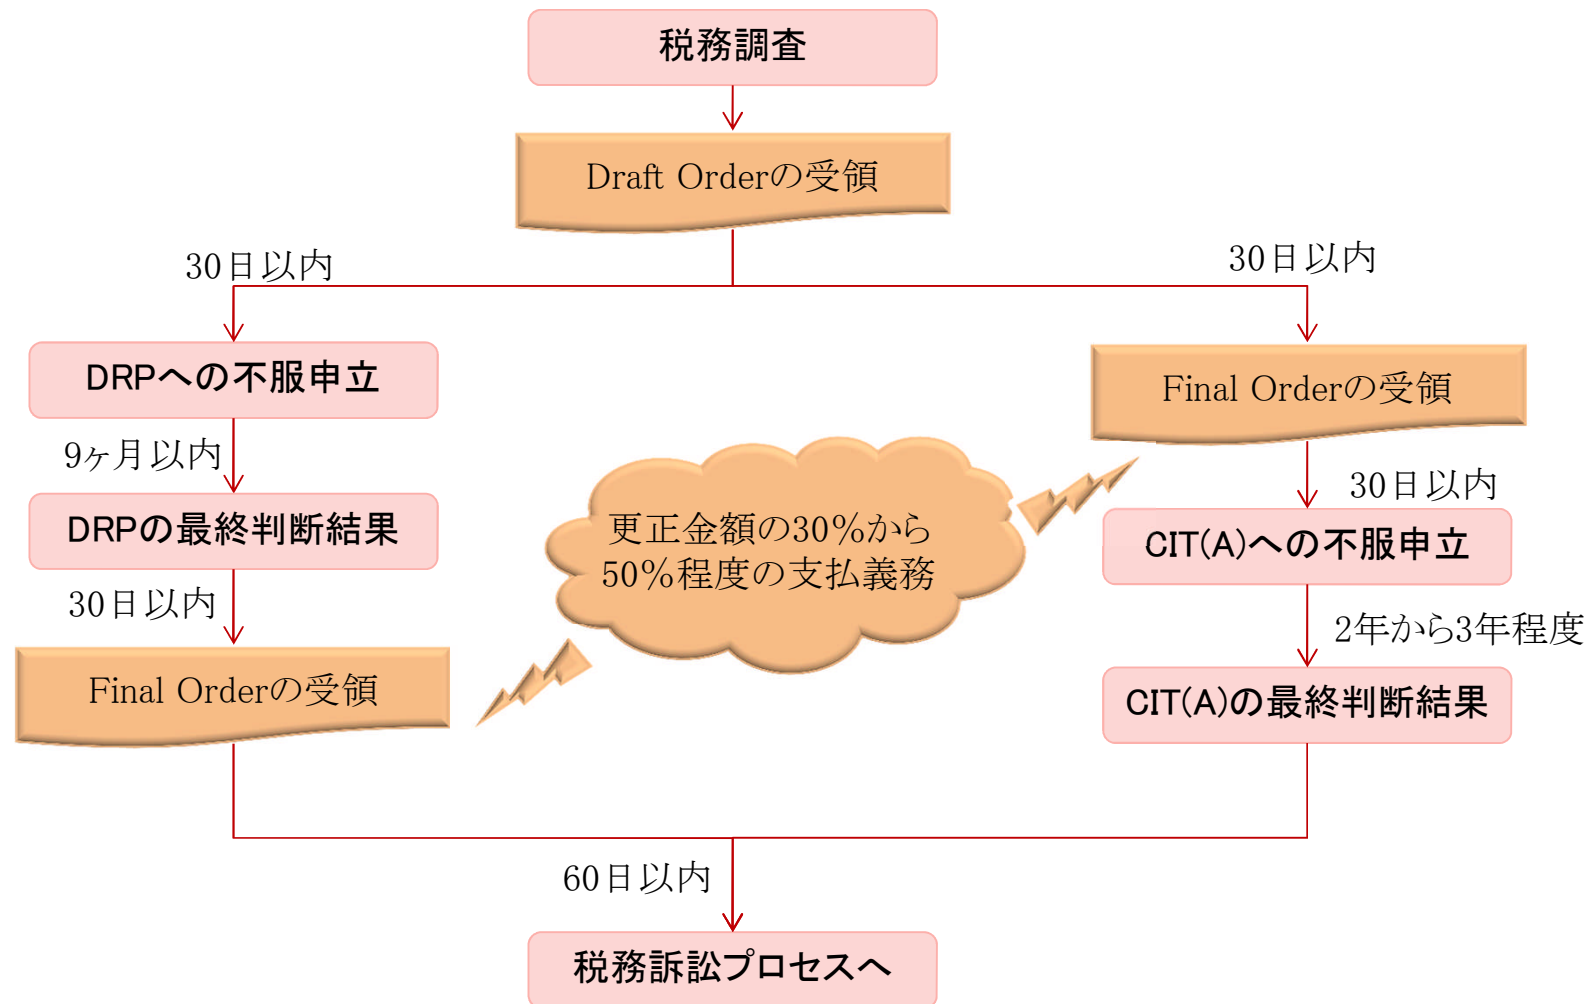 税務調査
Draft Orderの受領
30日以内
30日以内
DRPへの不服申立
Final Orderの受領
9ヶ月以内
30日以内
DRPの最終判断結果
更正金額の30%から
50%程度の支払義務
CIT(A)への不服申立
30日以内
2年から3年程度
Final Orderの受領
CIT(A)の最終判断結果
60日以内
税務訴訟プロセスへ